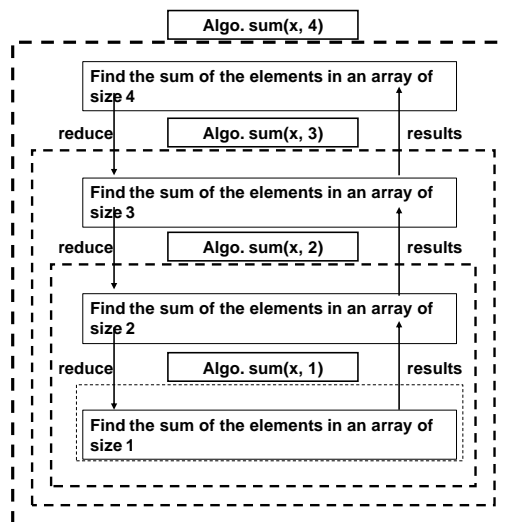 Algo. sum(x, 4)
Find the sum of the elements in an array of
size 4
reduce
Algo. sum(x, 3)
results
Find the sum of the elements in an array of
size 3
reduce
Algo. sum(x, 2)
results
Find the sum of the elements in an array of
size 2
reduce
Algo. sum(x, 1)
results
Find the sum of the elements in an array of
size 1